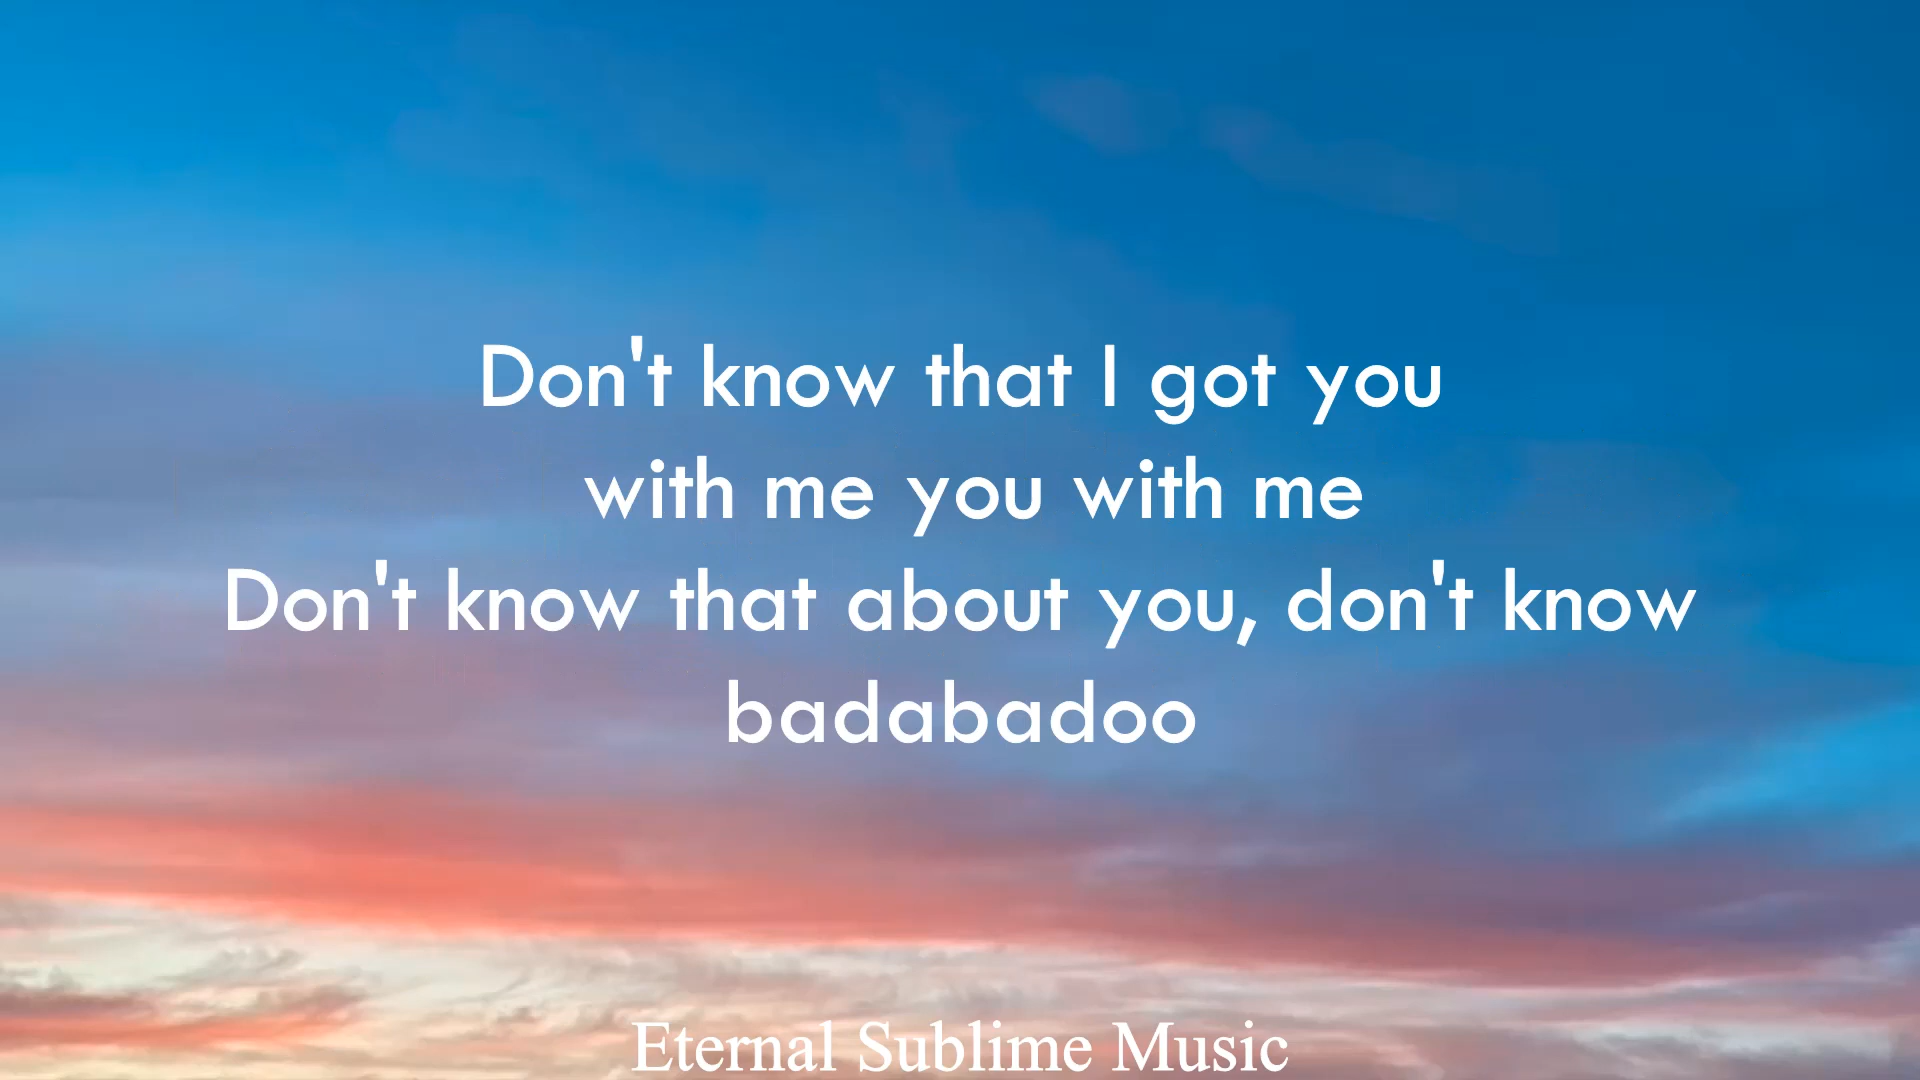 Don't know that I got you
with me you with me
Don't know that about you, don't know
badabadoo
Eternal Sublime Music